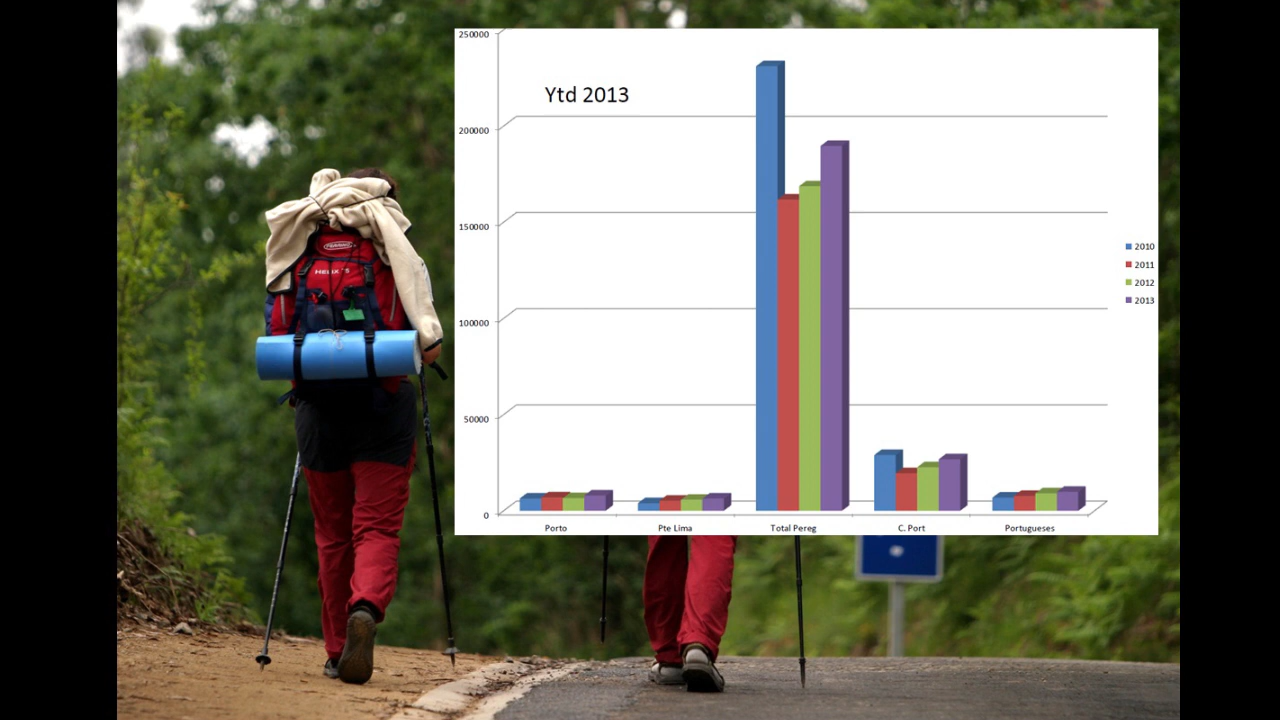 250000
Ytd 2013
200000
150000
100000
50000
0
2010
2011
2012
2013
Porto
Pte Lima
Total Pereg
C. Port
Portugueses